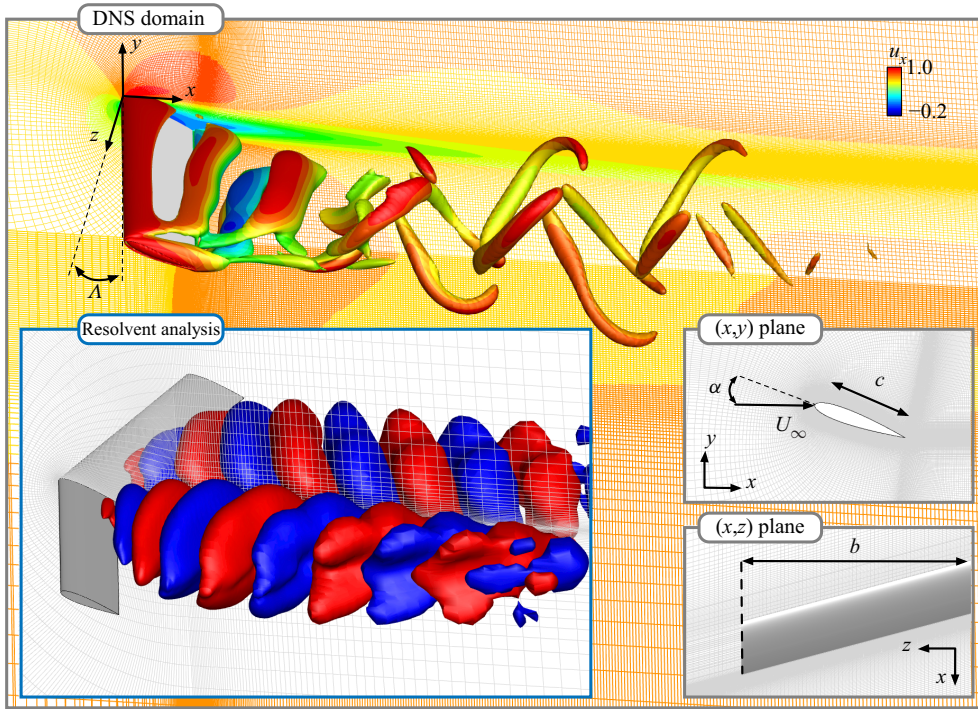 DNS domain
y
x
z
Λ
u_x
1.0
−0.2
Resolvent analysis
(x,y) plane
α
c
U_∞
y
x
(x,z) plane
b
z
x